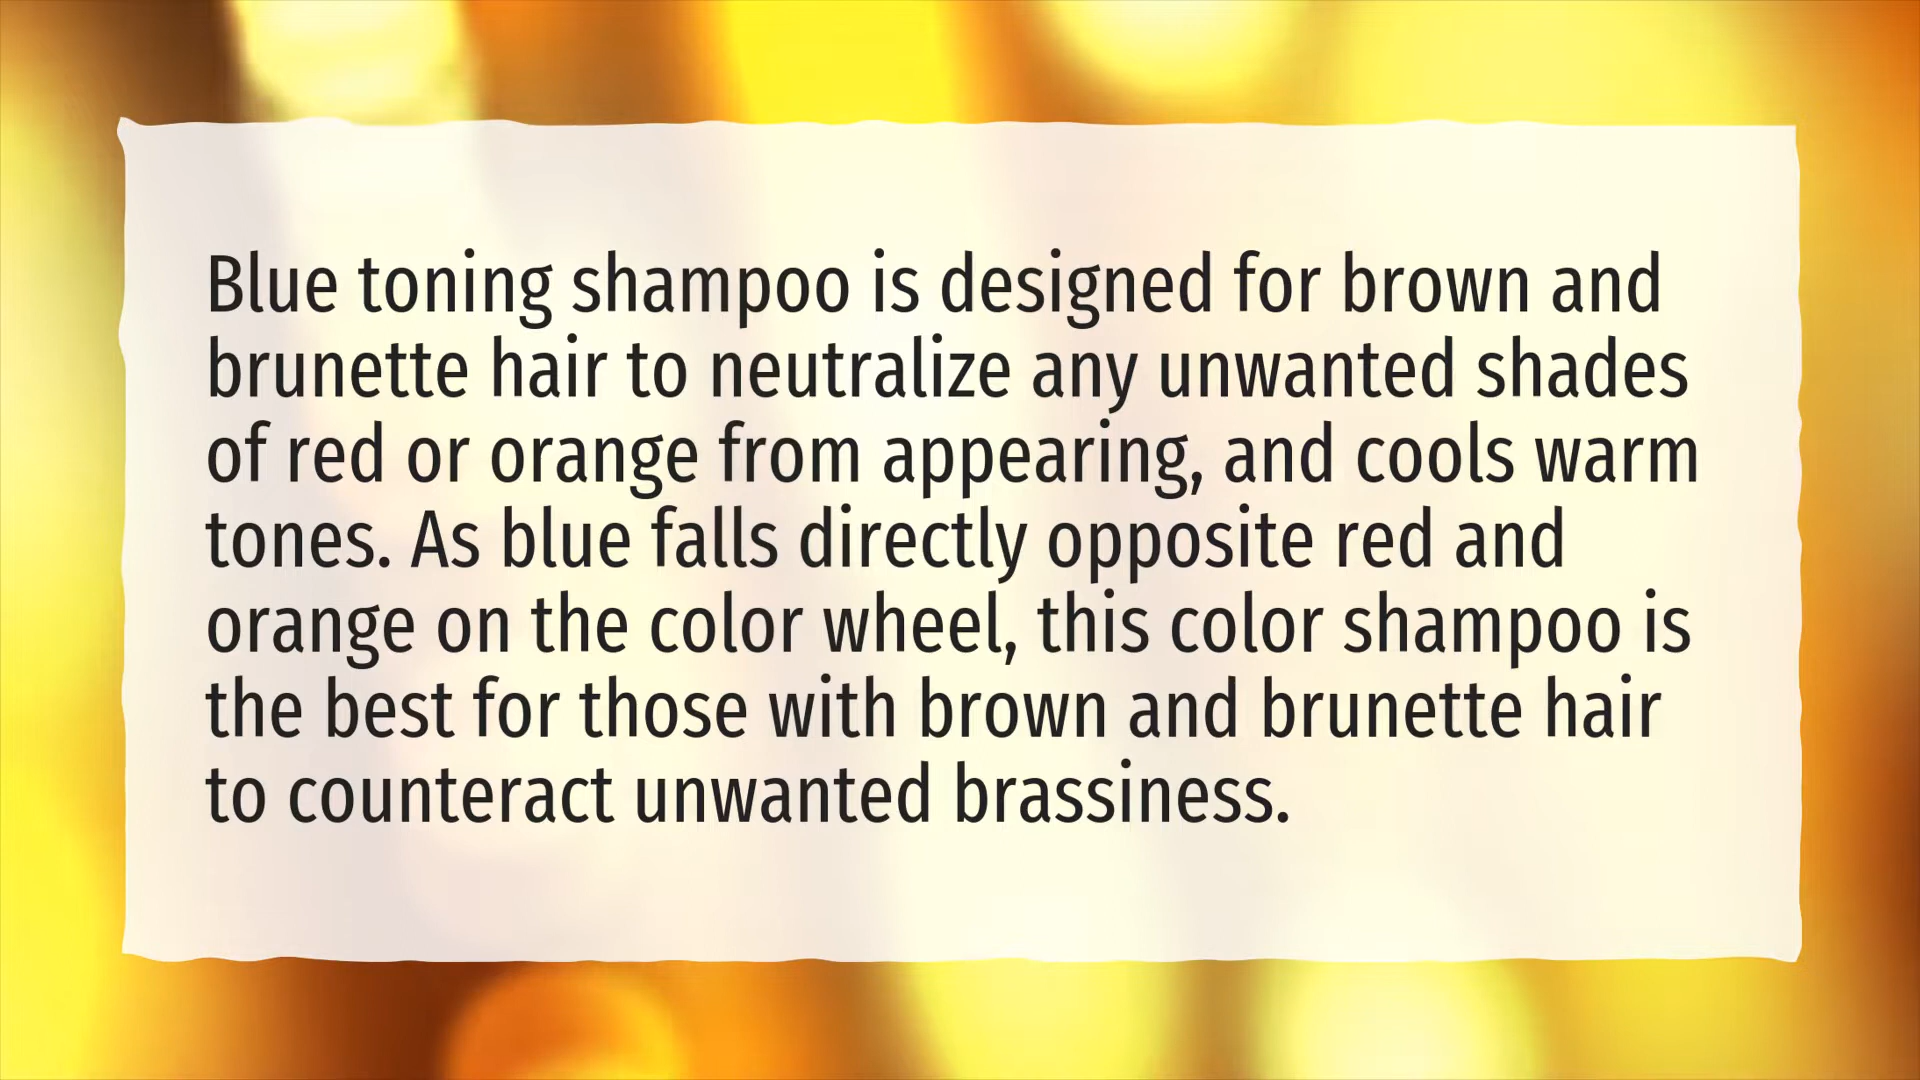 Blue toning shampoo is designed for brown and
brunette hair to neutralize any unwanted shades
of red or orange from appearing, and cools warm
tones. As blue falls directly opposite red and
orange on the color wheel, this color shampoo is
the best for those with brown and brunette hair
to counteract unwanted brassiness.